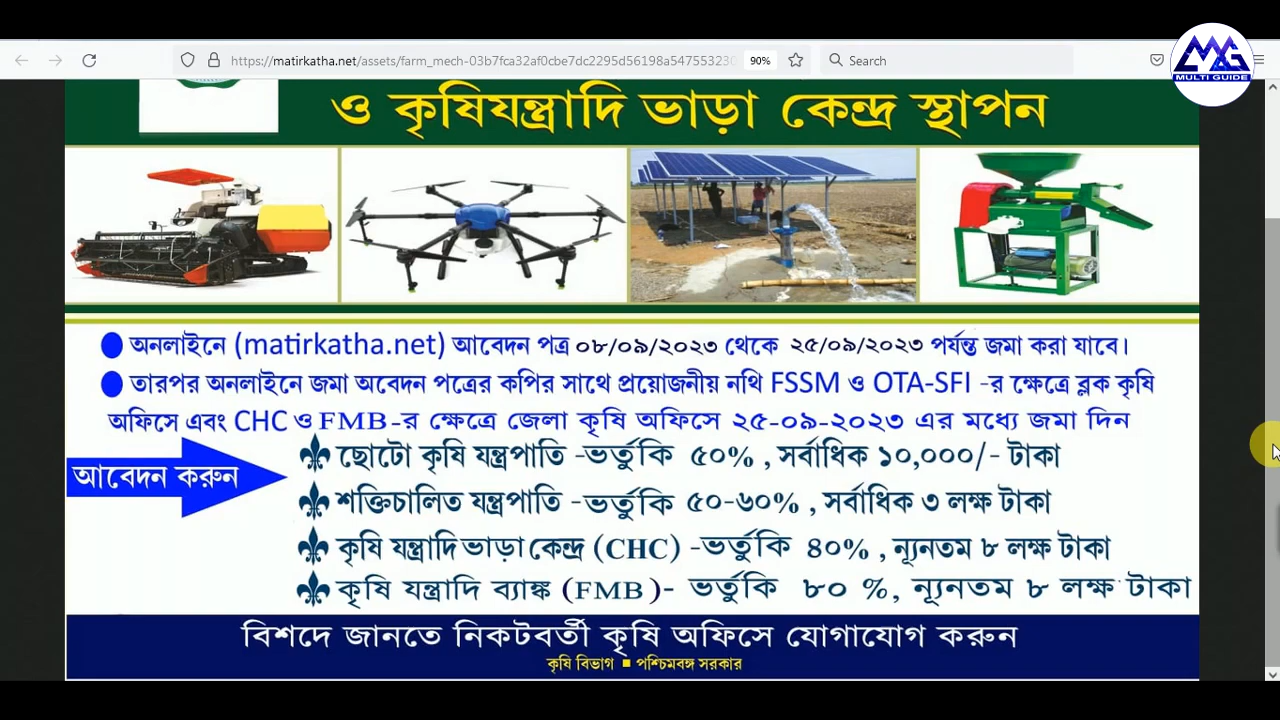 https://matirkatha.net/assets/farm_mech-03b7fca32af0cbe7dc2295d56198a547553230
90%
Search
MULTI GUIDE
ও কৃষিযন্ত্রাদি ভাড়া কেন্দ্র স্থাপন
অনলাইনে (matirkatha.net) আবেদন পত্র ০৮/০৯/২০২৩ থেকে ২৫/০৯/২০২৩ পর্যন্ত জমা করা যাবে।
তারপর অনলাইনে জমা অবেদন পত্রের কপির সাথে প্রয়োজনীয় নথি FSSM ও OTA-SFI -র ক্ষেত্রে ব্লক কৃষি
অফিসে এবং CHC ও FMB-র ক্ষেত্রে জেলা কৃষি অফিসে ২৫-০৯-২০২৩ এর মধ্যে জমা দিন
আবেদন করুন
ছোটো কৃষি যন্ত্রপাতি -ভর্তুকি ৫০% , সর্বাধিক ১০,০০০/- টাকা
শক্তিচালিত যন্ত্রপাতি -ভর্তুকি ৫০-৬০% , সর্বাধিক ৩ লক্ষ টাকা
কৃষি যন্ত্রাদি ভাড়া কেন্দ্র (CHC) -ভর্তুকি ৪০% , ন্যূনতম ৮ লক্ষ টাকা
কৃষি যন্ত্রাদি ব্যাঙ্ক (FMB )- ভর্তুকি ৮০ %, ন্যূনতম ৮ লক্ষ টাকা
বিশদে জানতে নিকটবর্তী কৃষি অফিসে যোগাযোগ করুন
কৃষি বিভাগ ■ পশ্চিমবঙ্গ সরকার